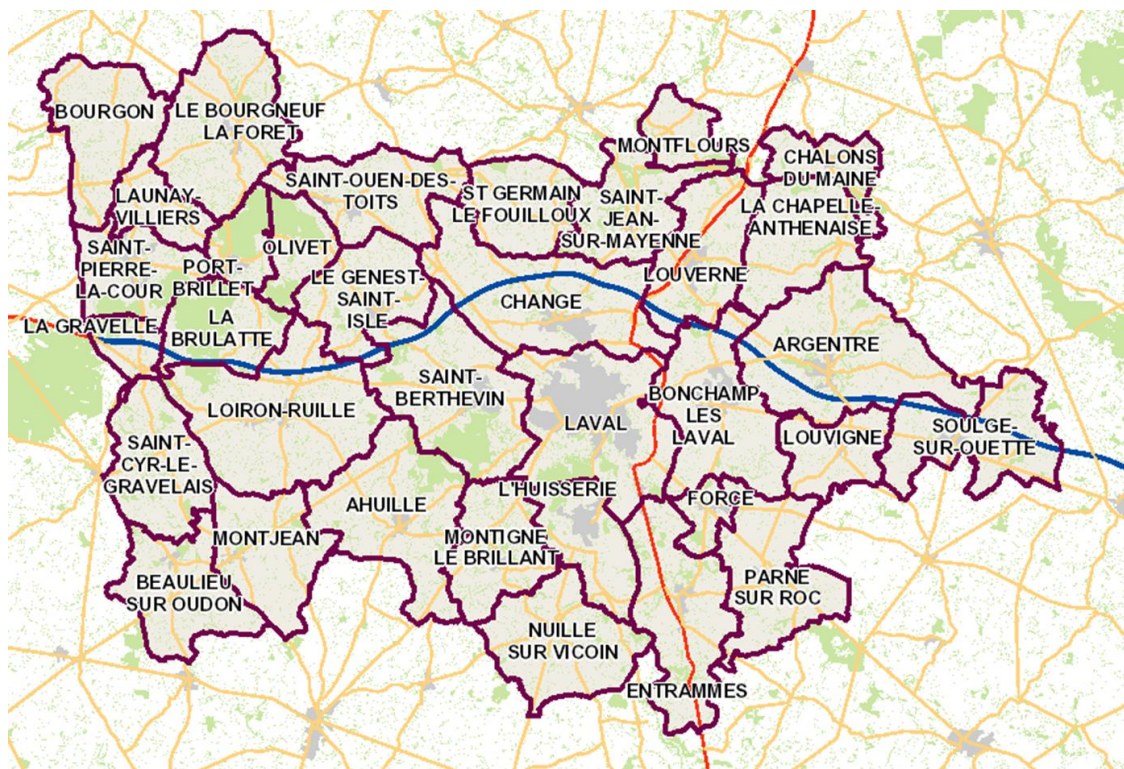 BOURGON
LE BOURGNEUF
LA FORET
MONTFLOURS
CHALONS
DU MAINE
LAUNAY-
VILLIERS
SAINT-OUEN-DES-
TOITS
ST GERMAIN
LE FOUILLOUX
SAINT-
JEAN-
SUR-MAYENNE
LA CHAPELLE-
ANTHENAISE
SAINT-
PIERRE-
LA-COUR
PORT-
BRILLET
OLIVET
LE GENEST-
SAINT-
ISLE
CHANGE
LOUVERNE
LA GRAVELLE
LA
BRULATTE
ARGENTRE
LOIRON-RUILLE
SAINT-
BERTHEVIN
LAVAL
BONCHAMP
LES
LAVAL
LOUVIGNE
SOULGE-
SUR-OUETTE
SAINT-
CYR-LE-
GRAVELAIS
AHUILLE
L'HUISSERIE
FORCE
MONTJEAN
MONTIGNE
LE BRILLANT
BEAULIEU
SUR OUDON
PARNE
SUR ROC
NUILLE
SUR VICOIN
ENTRAMMES